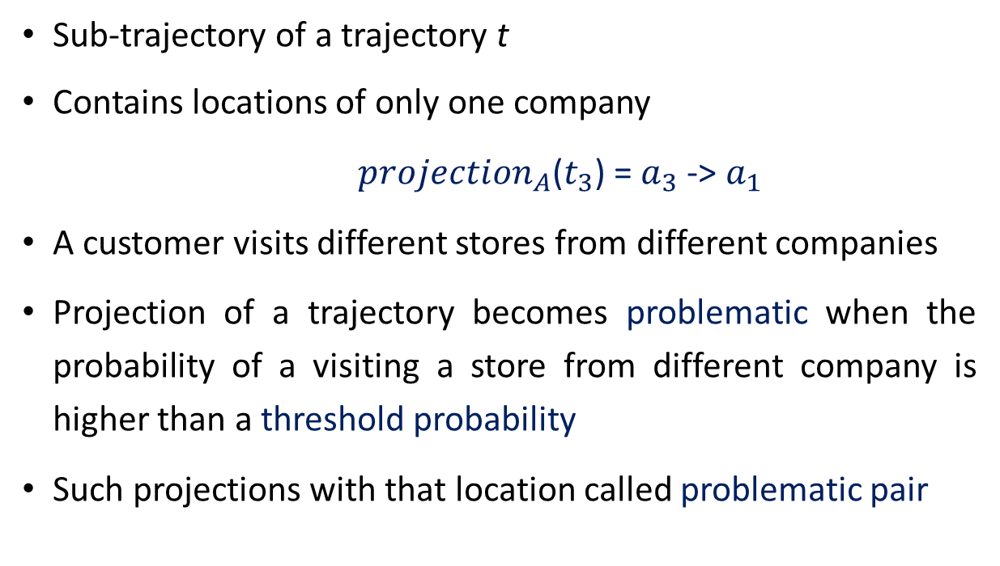 • Sub-trajectory of a trajectory t
• Contains locations of only one company
projection_A(t_3) = a_3 -> a_1
• A customer visits different stores from different companies
• Projection of a trajectory becomes problematic when the
probability of a visiting a store from different company is
higher than a threshold probability
• Such projections with that location called problematic pair